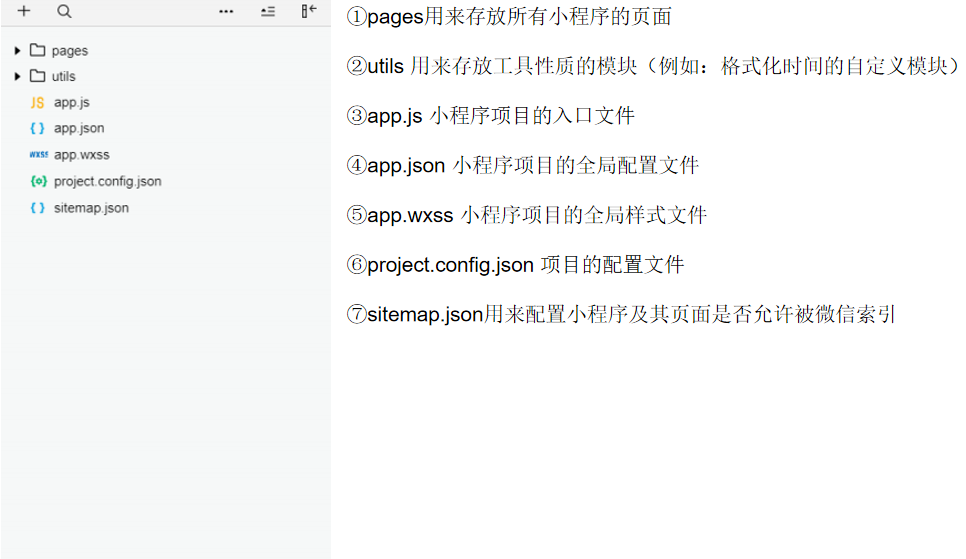 pages
utils
JS app.js
{ } app.json
wxss app.wxss
{o} project.config.json
{ } sitemap.json
①pages用来存放所有小程序的页面
②utils 用来存放工具性质的模块（例如：格式化时间的自定义模块）
③app.js 小程序项目的入口文件
④app.json 小程序项目的全局配置文件
⑤app.wxss 小程序项目的全局样式文件
⑥project.config.json 项目的配置文件
⑦sitemap.json用来配置小程序及其页面是否允许被微信索引